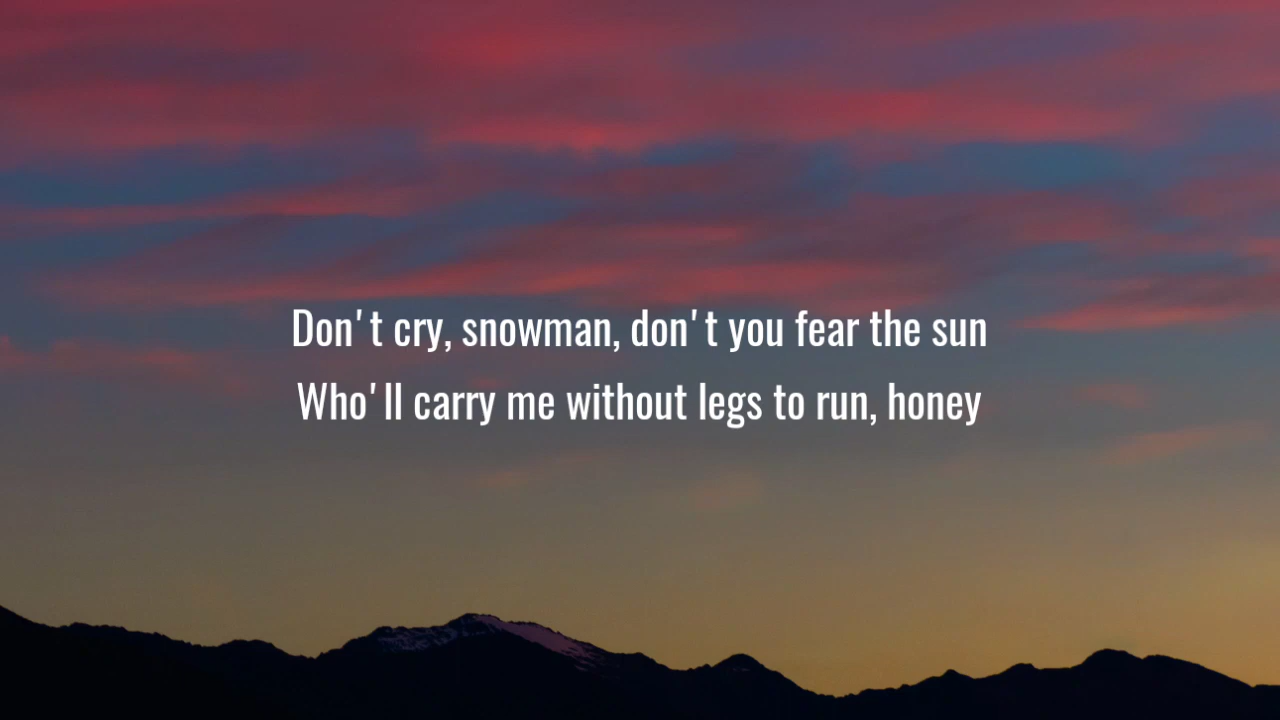 Don't cry, snowman, don't you fear the sun
Who'll carry me without legs to run, honey